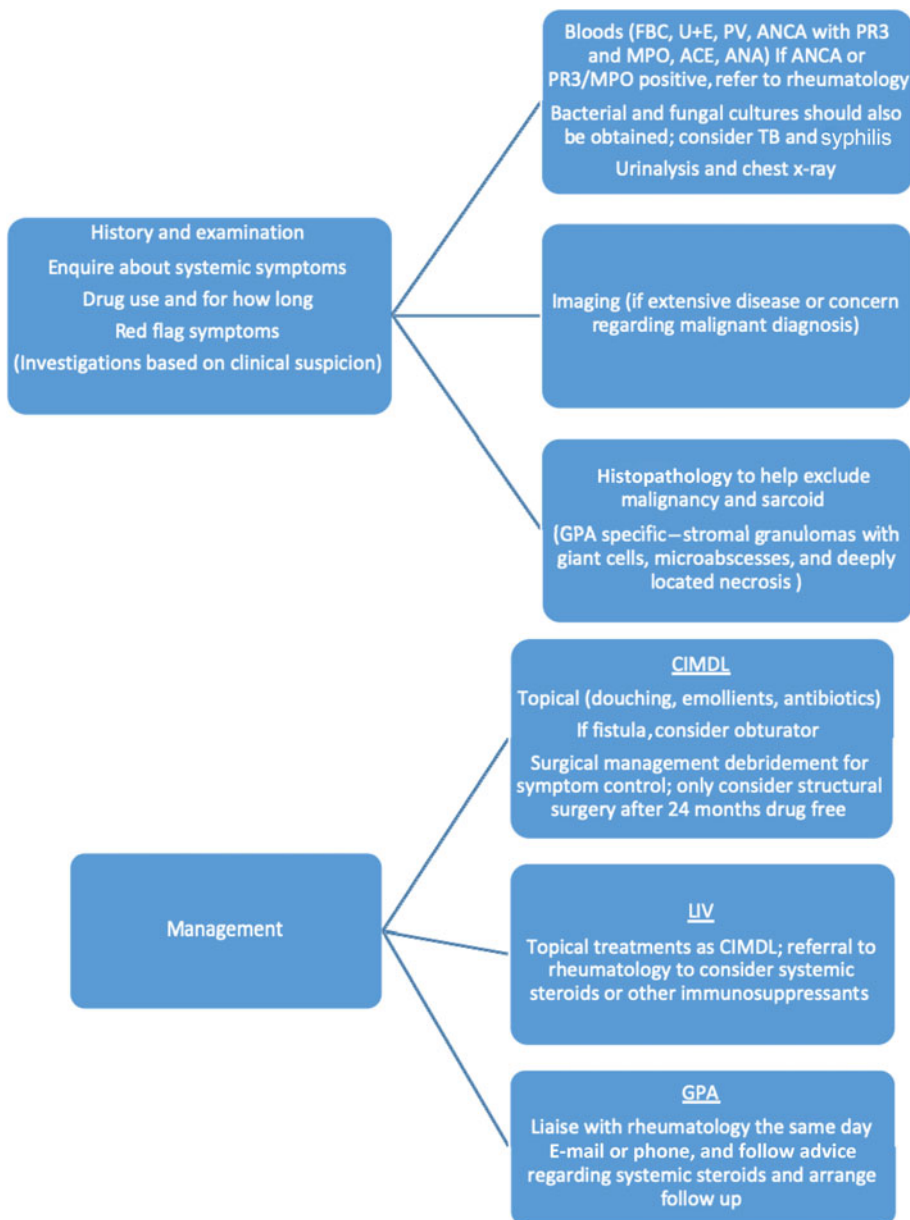 Bloods (FBC, U+E, PV, ANCA with PR3
and MPO, ACE, ANA) If ANCA or
PR3/MPO positive, refer to rheumatology
Bacterial and fungal cultures should also
be obtained; consider TB and syphilis
Urinalysis and chest x-ray
History and examination
Enquire about systemic symptoms
Drug use and for how long
Red flag symptoms
(Investigations based on clinical suspicion)
Imaging (if extensive disease or concern
regarding malignant diagnosis)
Histopathology to help exclude
malignancy and sarcoid
(GPA specific—stromal granulomas with
giant cells, microabscesses, and deeply
located necrosis )
Management
CIMDL
Topical (douching, emollients, antibiotics)
If fistula, consider obturator
Surgical management debridement for
symptom control; only consider structural
surgery after 24 months drug free
LIV
Topical treatments as CIMDL; referral to
rheumatology to consider systemic
steroids or other immunosuppressants
GPA
Liaise with rheumatology the same day
E-mail or phone, and follow advice
regarding systemic steroids and arrange
follow up